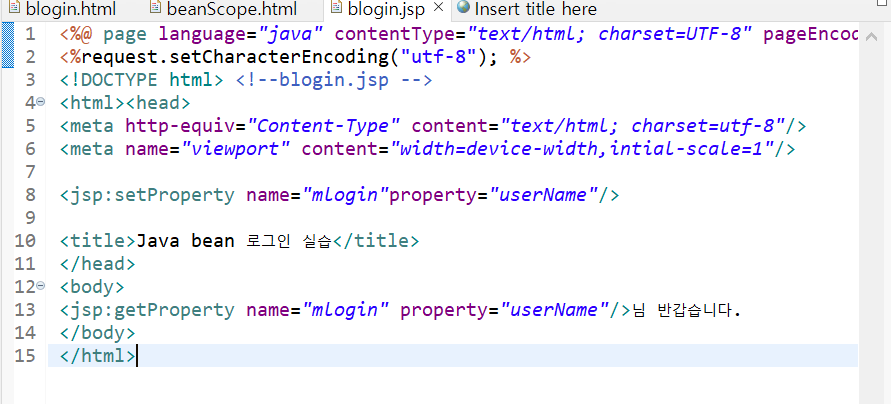 blogin.html beanScope.html blogin.jsp Insert title here
1 <%@ page language="java" contentType="text/html; charset=UTF-8" pageEncod
2 <%request.setCharacterEncoding("utf-8"); %>
3 <!DOCTYPE html> <!--blogin.jsp -->
4 <html><head>
5 <meta http-equiv="Content-Type" content="text/html; charset=utf-8"/>
6 <meta name="viewport" content="width=device-width,intial-scale=1"/>
7
8 <jsp:setProperty name="mlogin"property="userName"/>
9
10 <title>Java bean 로그인 실습</title>
11 </head>
12 <body>
13 <jsp:getProperty name="mlogin" property="userName"/>님 반갑습니다.
14 </body>
15 </html>